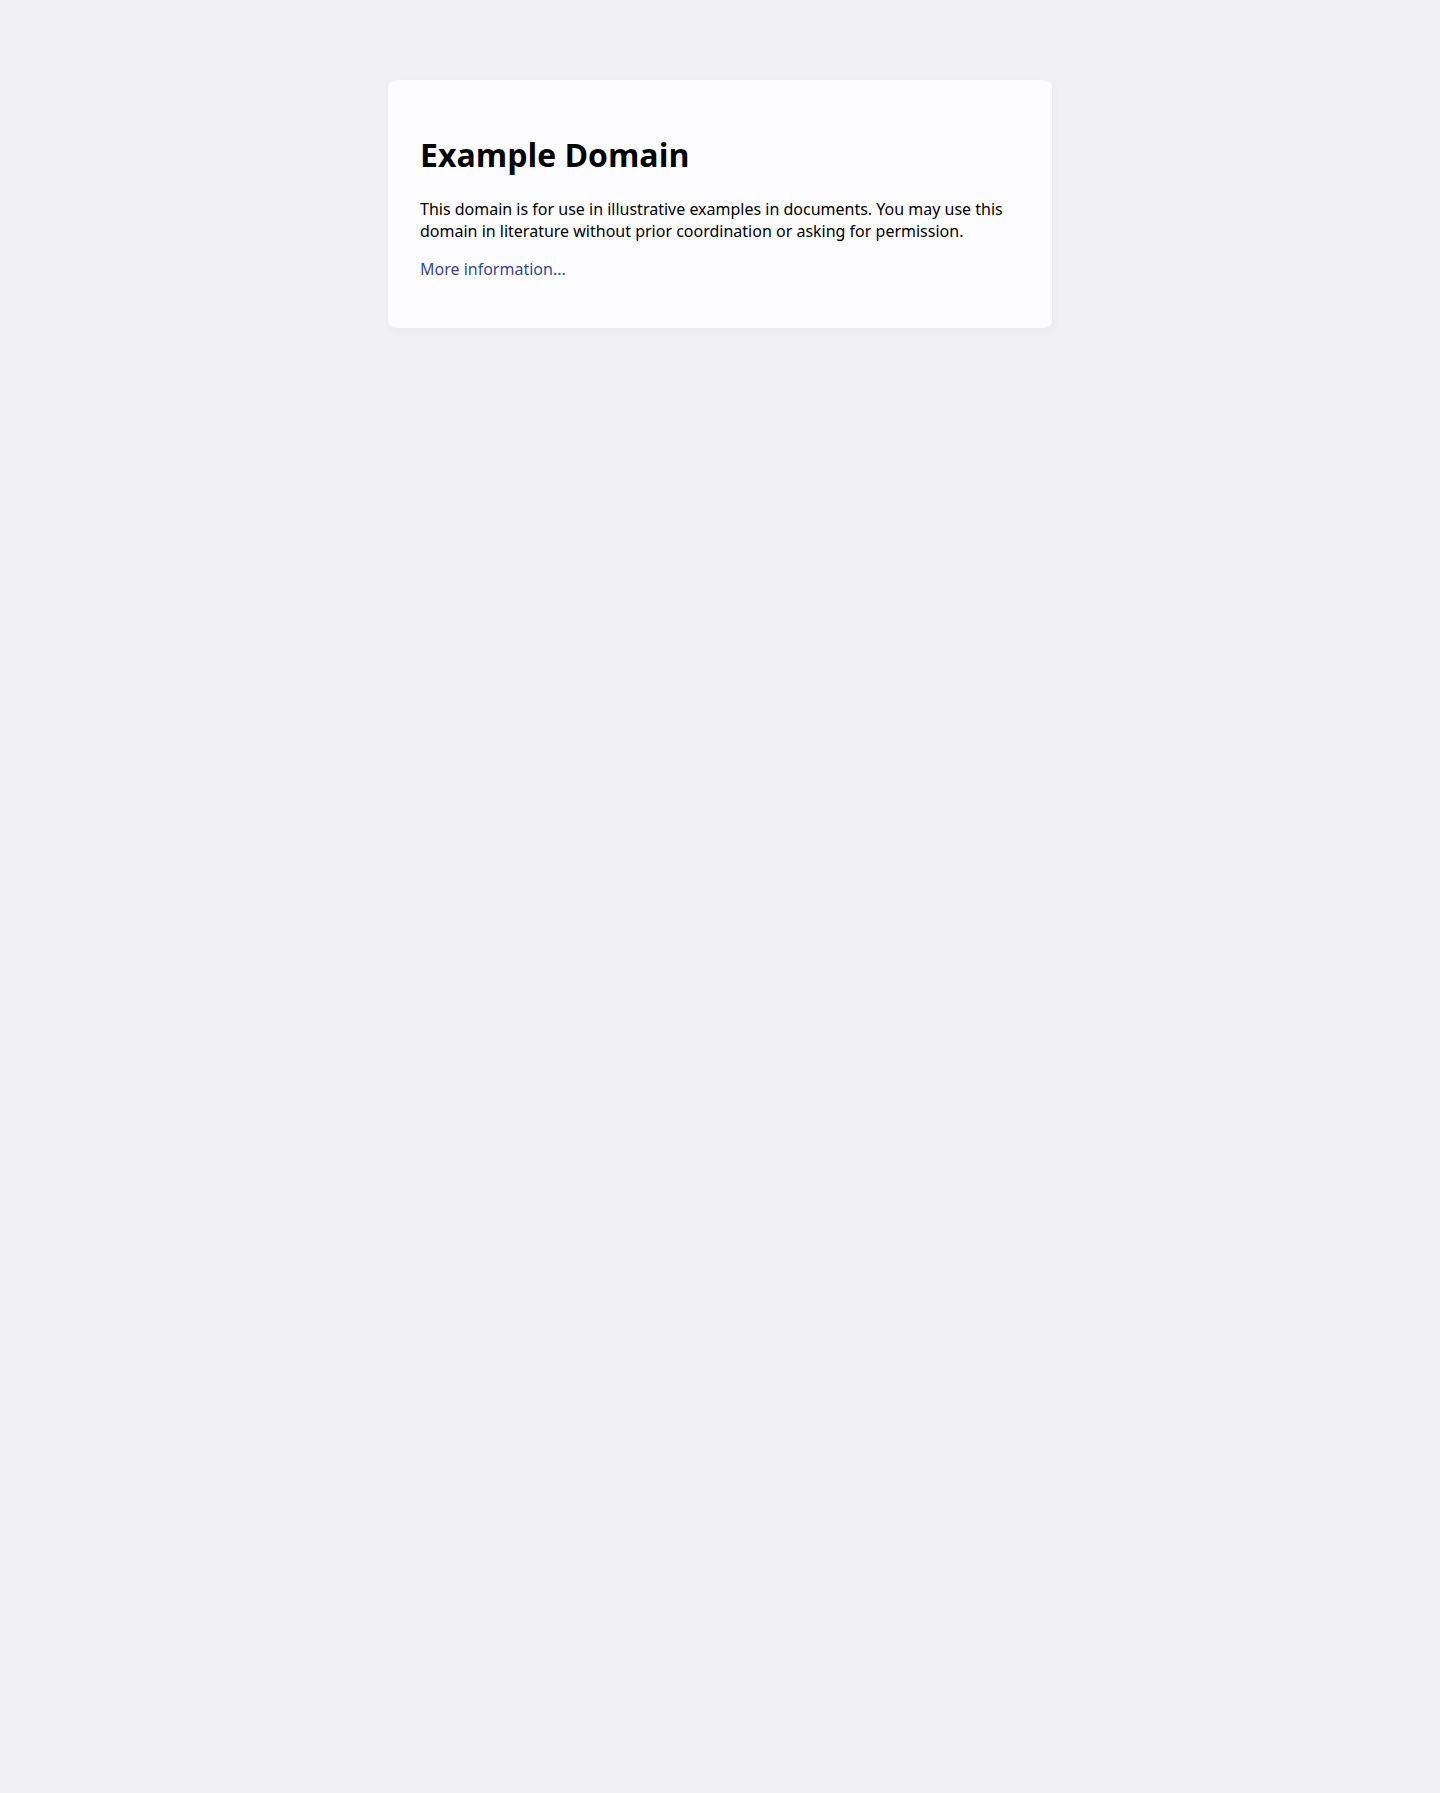 Example Domain
This domain is for use in illustrative examples in documents. You may use this
domain in literature without prior coordination or asking for permission.
More information...